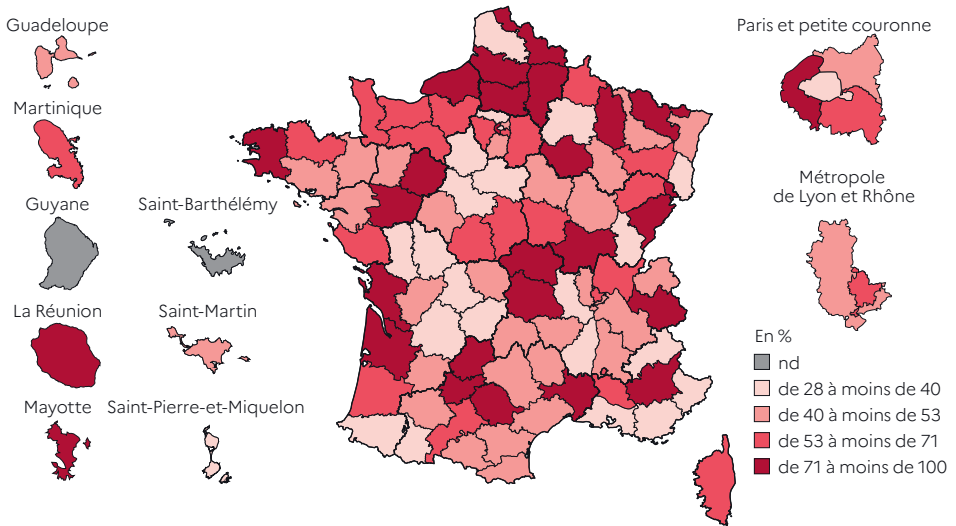 Guadeloupe
Martinique
Guyane
Saint-Barthélémy
La Réunion
Saint-Martin
Mayotte
Saint-Pierre-et-Miquelon
Paris et petite couronne
Métropole
de Lyon et Rhône
En %
nd
de 28 à moins de 40
de 40 à moins de 53
de 53 à moins de 71
de 71 à moins de 100